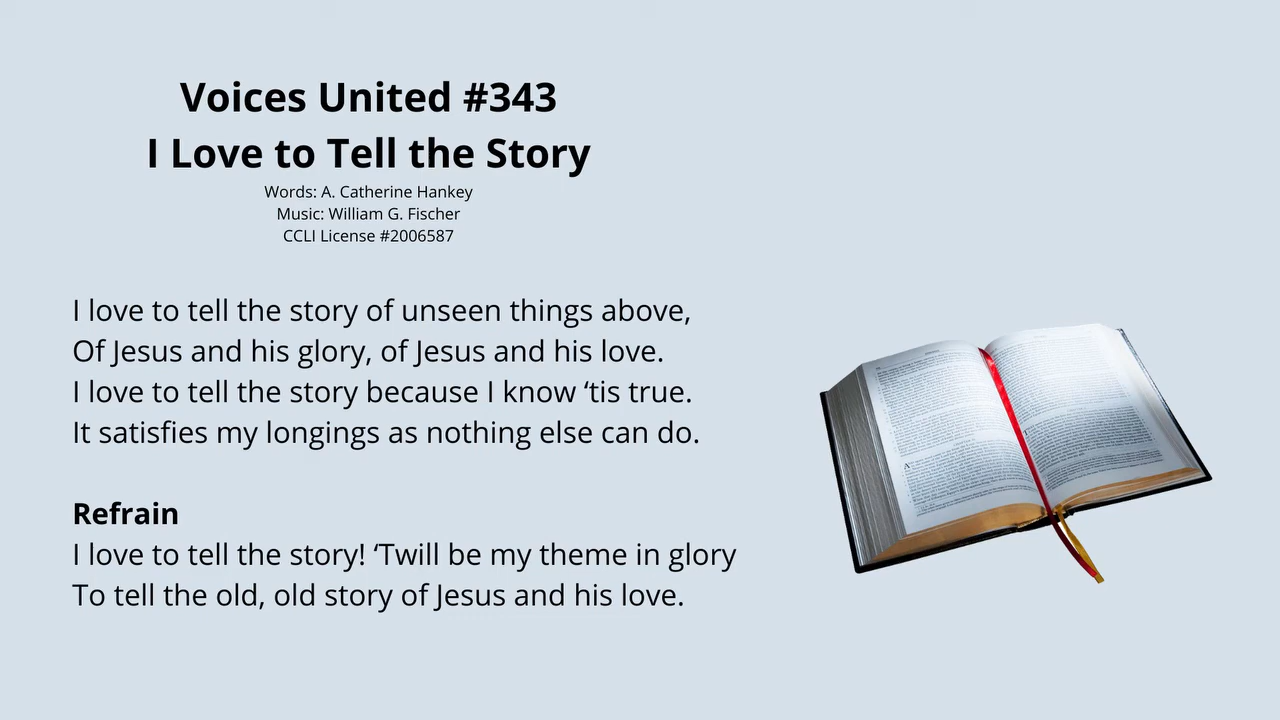 Voices United #343
I Love to Tell the Story
Words: A. Catherine Hankey
Music: William G. Fischer
CCLI License #2006587
I love to tell the story of unseen things above,
Of Jesus and his glory, of Jesus and his love.
I love to tell the story because I know ‘tis true.
It satisfies my longings as nothing else can do.
Refrain
I love to tell the story! ‘Twill be my theme in glory
To tell the old, old story of Jesus and his love.